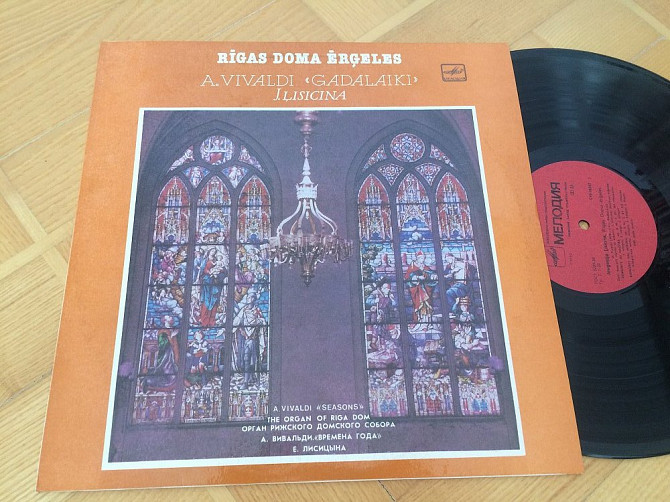 RĪGAS DOMA ĒRĢELES
A. VIVALDI «GADALAIKI»
J. LISICINA
A. VIVALDI «SEASONS»
THE ORGAN OF RIGA DOM
ОРГАН РИЖСКОГО ДОМСКОГО СОБОРА
А. ВИВАЛЬДИ.«ВРЕМЕНА ГОДА»
Е. ЛИСИЦЫНА
МЕЛОДИЯ